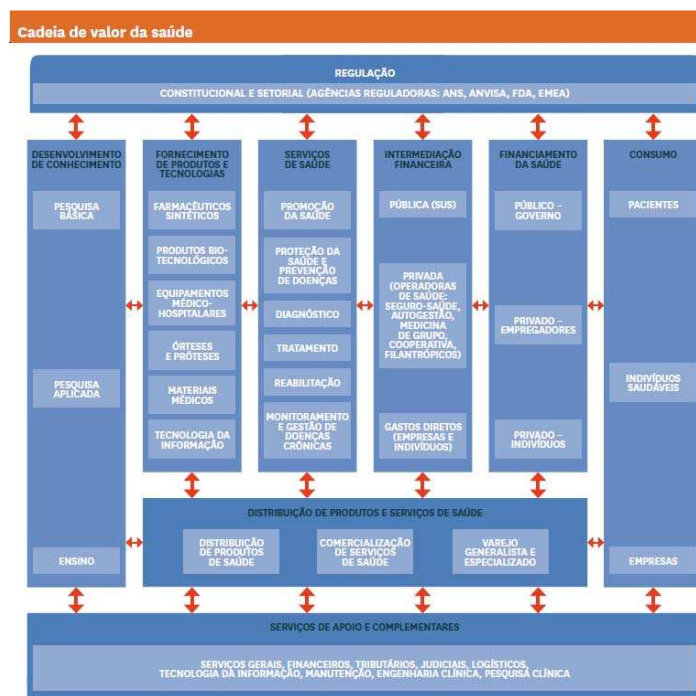 Cadeia de valor da saúde
REGULAÇÃO
CONSTITUCIONAL E SETORIAL (AGÊNCIAS REGULADORAS: ANS, ANVISA, FDA, EMEA)
DESENVOLVIMENTO
DE CONHECIMENTO
PESQUISA
BÁSICA
PESQUISA
APLICADA
ENSINO
FORNECIMENTO
DE PRODUTOS E
TECNOLOGIAS
FARMACÊUTICOS
SINTÉTICOS
PRODUTOS BIO-
TECNOLÓGICOS
EQUIPAMENTOS
MÉDICO-
HOSPITALARES
ÓRTESES
E PRÓTESES
MATERIAIS
MÉDICOS
TECNOLOGIA DA
INFORMAÇÃO
SERVIÇOS
DE SAÚDE
PROMOÇÃO
DA SAÚDE
PROTEÇÃO DA
SAÚDE E
PREVENÇÃO
DE DOENÇAS
DIAGNÓSTICO
TRATAMENTO
REABILITAÇÃO
MONITORAMENTO
E GESTÃO DE
DOENÇAS
CRÔNICAS
INTERMEDIAÇÃO
FINANCEIRA
PÚBLICA (SUS)
PRIVADA
(OPERADORAS
DE SAÚDE:
SEGURO-SAÚDE,
AUTOGESTÃO,
MEDICINA
DE GRUPO,
COOPERATIVA,
FILANTRÓPICOS)
GASTOS DIRETOS
(EMPRESAS E
INDIVÍDUOS)
FINANCIAMENTO
DA SAÚDE
PÚBLICO –
GOVERNO
PRIVADO –
EMPREGADORES
PRIVADO –
INDIVÍDUOS
CONSUMO
PACIENTES
INDIVÍDUOS
SAUDÁVEIS
EMPRESAS
DISTRIBUIÇÃO DE PRODUTOS E SERVIÇOS DE SAÚDE
DISTRIBUIÇÃO
DE PRODUTOS
DE SAÚDE
COMERCIALIZAÇÃO
DE SERVIÇOS
DE SAÚDE
VAREJO
GENERALISTA E
ESPECIALIZADO
SERVIÇOS DE APOIO E COMPLEMENTARES
SERVIÇOS GERAIS, FINANCEIROS, TRIBUTÁRIOS, JUDICIAIS, LOGÍSTICOS,
TECNOLOGIA DA INFORMAÇÃO, MANUTENÇÃO, ENGENHARIA CLÍNICA, PESQUISA CLÍNICA